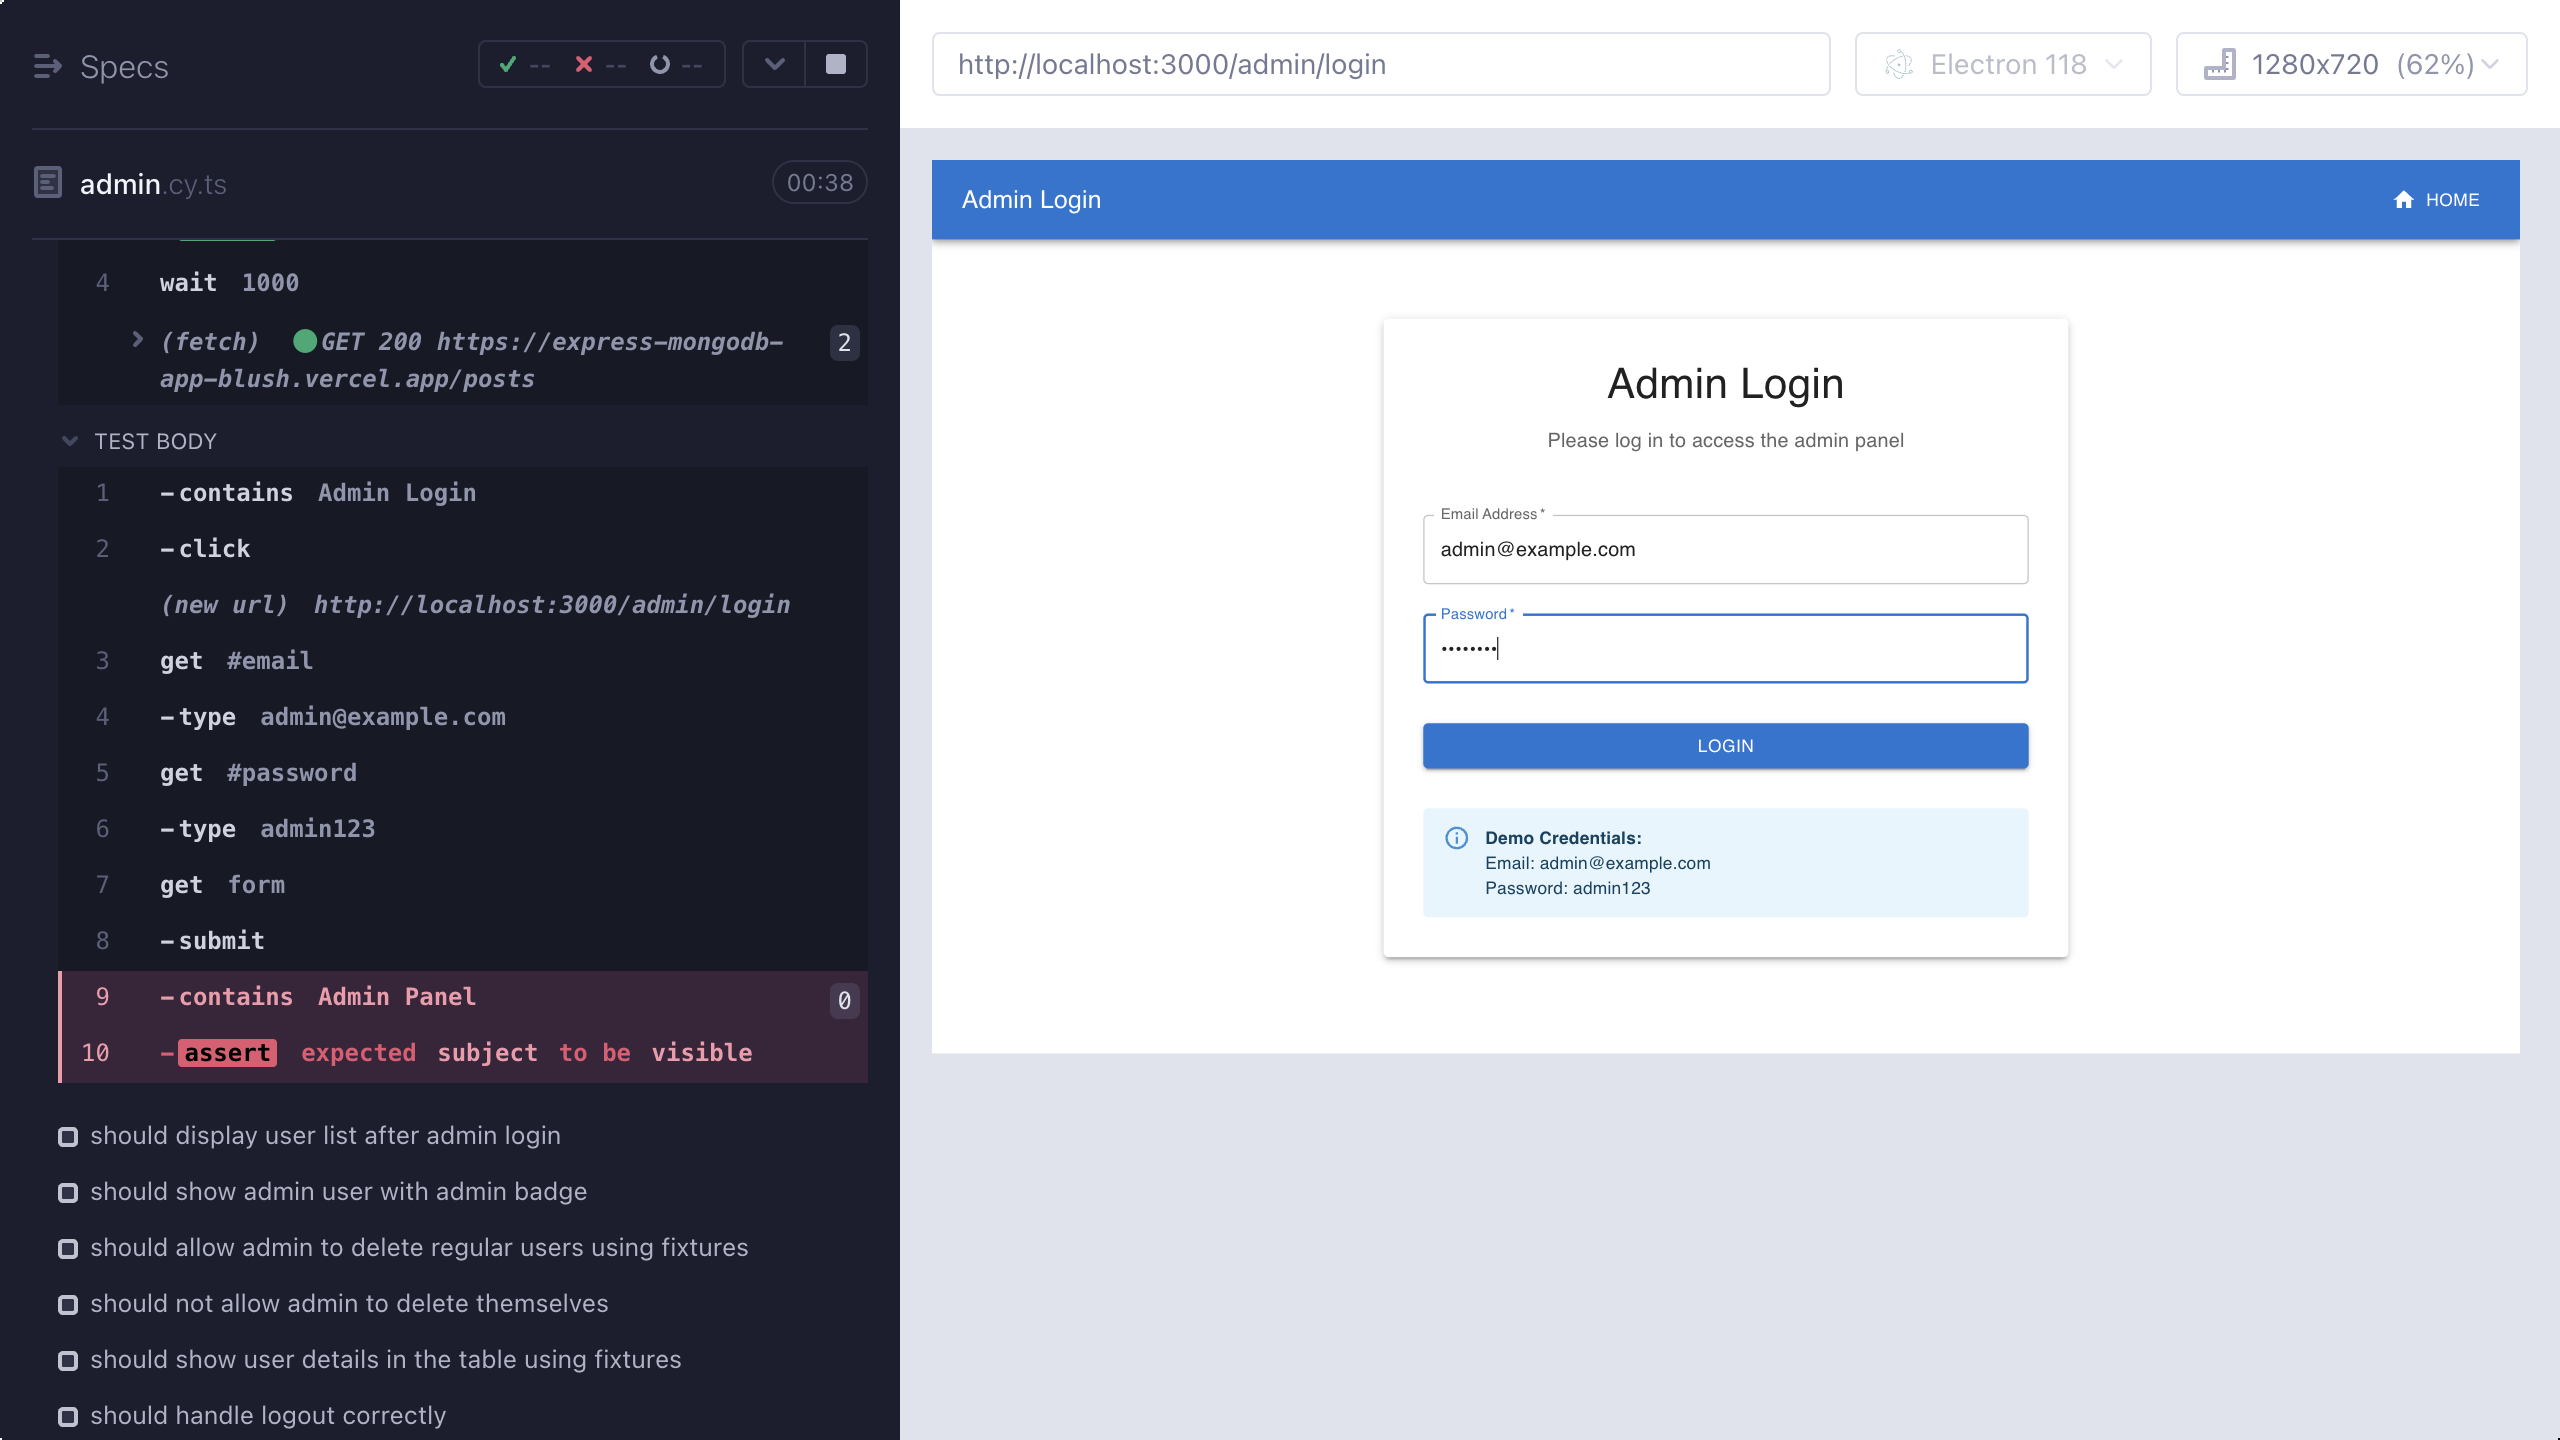 Specs
-- -- --
admin.cy.ts
00:38
4 wait 1000
(fetch) GET 200 https://express-mongodb-
app-blush.vercel.app/posts
2
TEST BODY
1 -contains Admin Login
2 -click
(new url) http://localhost:3000/admin/login
3 get #email
4 -type admin@example.com
5 get #password
6 -type admin123
7 get form
8 -submit
9 -contains Admin Panel 0
10 -assert expected subject to be visible
should display user list after admin login
should show admin user with admin badge
should allow admin to delete regular users using fixtures
should not allow admin to delete themselves
should show user details in the table using fixtures
should handle logout correctly
http://localhost:3000/admin/login
Electron 118
1280x720 (62%)
Admin Login
HOME
Admin Login
Please log in to access the admin panel
Email Address *
admin@example.com
Password *
••••••••
LOGIN
Demo Credentials:
Email: admin@example.com
Password: admin123